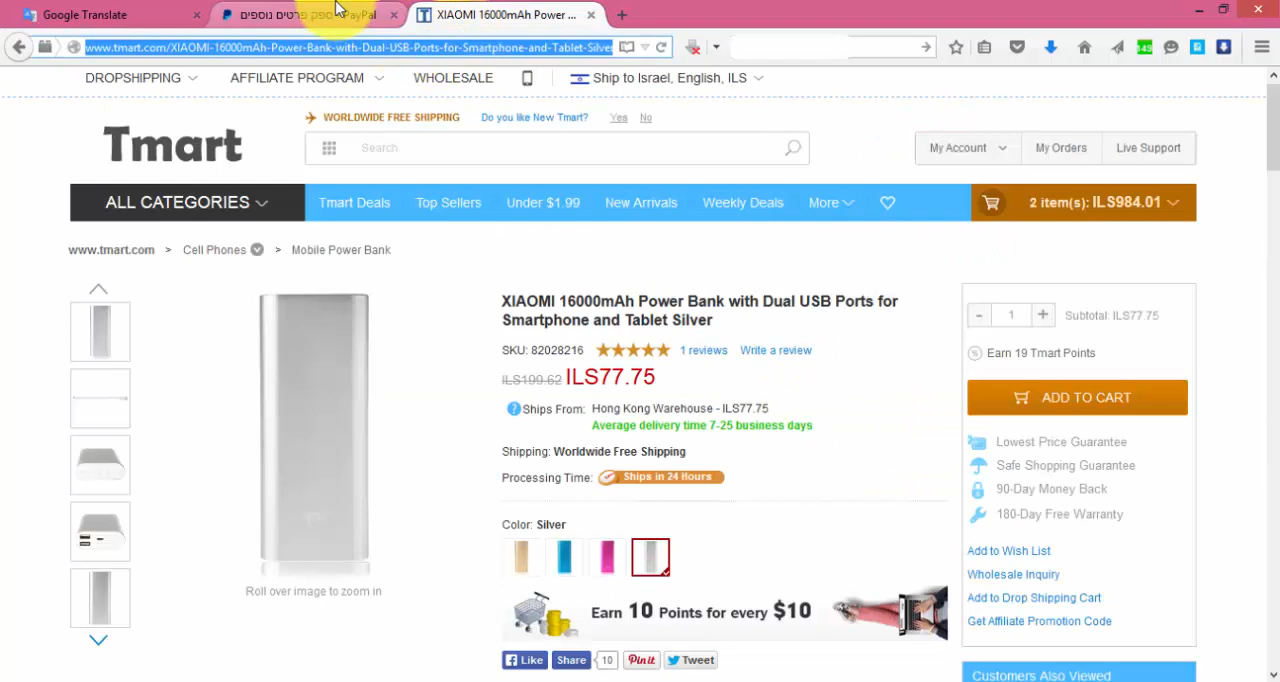 Google Translate
ספק פרטים נוספים - PayPal
XIAOMI 16000mAh Power ...
www.tmart.com/XIAOMI-16000mAh-Power-Bank-with-Dual-USB-Ports-for-Smartphone-and-Tablet-Silver
149
DROPSHIPPING
AFFILIATE PROGRAM
WHOLESALE
Ship to Israel, English, ILS
Tmart
WORLDWIDE FREE SHIPPING
Do you like New Tmart?
Yes
No
Search
My Account
My Orders
Live Support
ALL CATEGORIES
Tmart Deals
Top Sellers
Under $1.99
New Arrivals
Weekly Deals
More
2 item(s): ILS984.01
www.tmart.com > Cell Phones > Mobile Power Bank
Roll over image to zoom in
XIAOMI 16000mAh Power Bank with Dual USB Ports for
Smartphone and Tablet Silver
SKU: 82028216
1 reviews
Write a review
ILS199.62 ILS77.75
Ships From: Hong Kong Warehouse - ILS77.75
Average delivery time 7-25 business days
Shipping: Worldwide Free Shipping
Processing Time: Ships in 24 Hours
Color: Silver
Earn 10 Points for every $10
Like
Share
10
Pin it
Tweet
- 1 + Subtotal: ILS77.75
Earn 19 Tmart Points
ADD TO CART
Lowest Price Guarantee
Safe Shopping Guarantee
90-Day Money Back
180-Day Free Warranty
Add to Wish List
Wholesale Inquiry
Add to Drop Shipping Cart
Get Affiliate Promotion Code
Customers Also Viewed